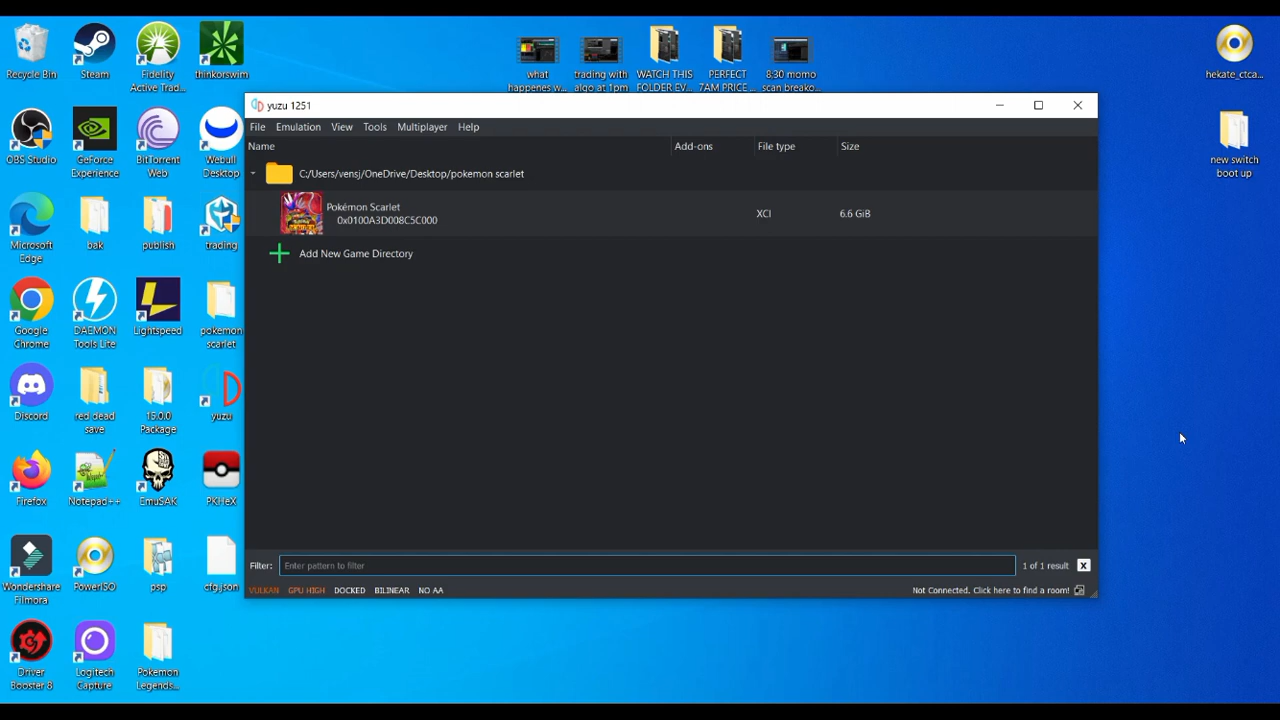 Recycle Bin
Steam
Fidelity
Active Trad...
thinkorswim
what
happenes w...
trading with
algo at 1pm
WATCH THIS
FOLDER EV...
PERFECT
7AM PRICE ...
8:30 momo
scan breako...
hekate_ctca...
yuzu 1251
File
Emulation
View
Tools
Multiplayer
Help
Name
Add-ons
File type
Size
C:/Users/vensj/OneDrive/Desktop/pokemon scarlet
Pokémon Scarlet
0x0100A3D008C5C000
XCI
6.6 GiB
Add New Game Directory
OBS Studio
GeForce
Experience
BitTorrent
Web
Webull
Desktop
new switch
boot up
Microsoft
Edge
bak
publish
trading
Google
Chrome
DAEMON
Tools Lite
Lightspeed
pokemon
scarlet
Discord
red dead
save
15.0.0
Package
yuzu
Firefox
Notepad++
EmuSAK
PKHeX
Wondershare
Filmora
PowerISO
psp
cfg.json
Filter:
Enter pattern to filter
1 of 1 result
X
VULKAN
GPU HIGH
DOCKED
BILINEAR
NO AA
Not Connected. Click here to find a room!
Driver
Booster 8
Logitech
Capture
Pokemon
Legends...